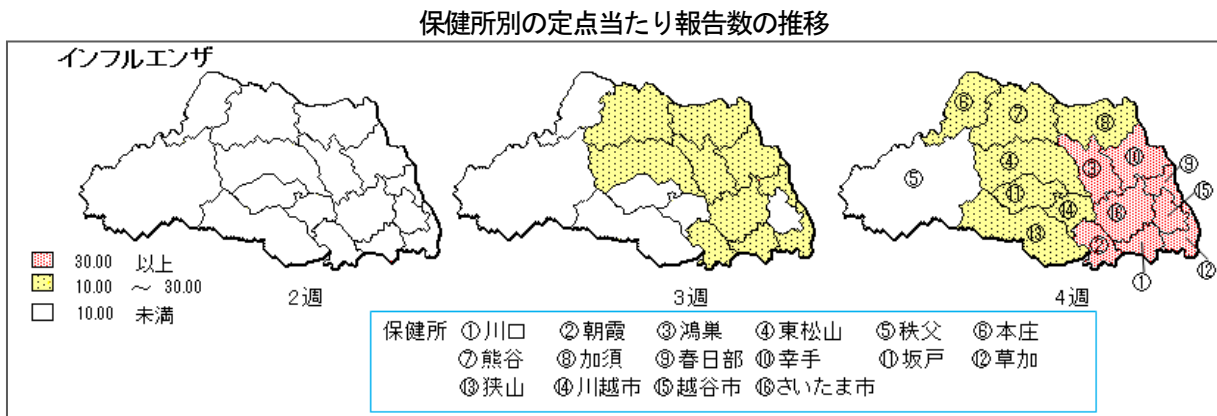 保健所別の定点当たり報告数の推移
インフルエンザ
30.00 以上
10.00 ～ 30.00
10.00 未満
2週
3週
4週
⑥
⑦
⑧
⑤
④
③
⑩
⑨
⑪
⑭
⑯
⑮
⑬
②
①
⑫
保健所 ①川口 ②朝霞 ③鴻巣 ④東松山 ⑤秩父 ⑥本庄
⑦熊谷 ⑧加須 ⑨春日部 ⑩幸手 ⑪坂戸 ⑫草加
⑬狭山 ⑭川越市 ⑮越谷市 ⑯さいたま市